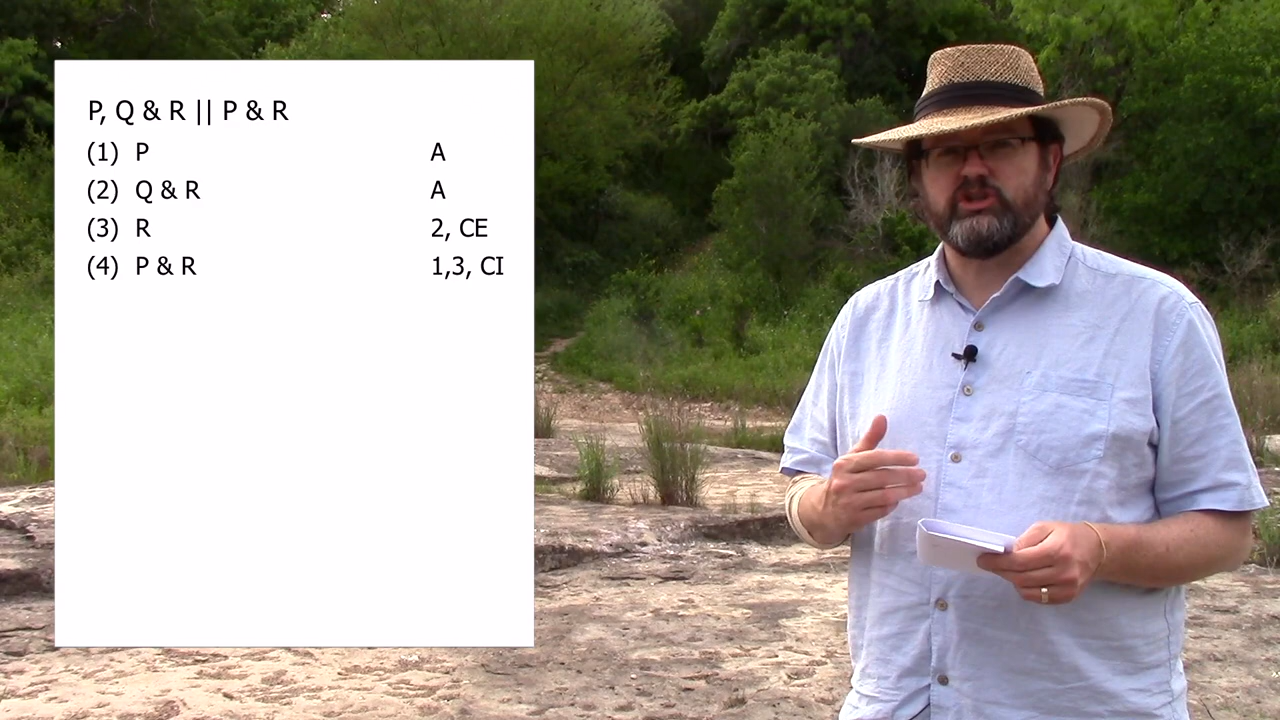 P, Q & R || P & R
(1) P A
(2) Q & R A
(3) R 2, CE
(4) P & R 1,3, CI